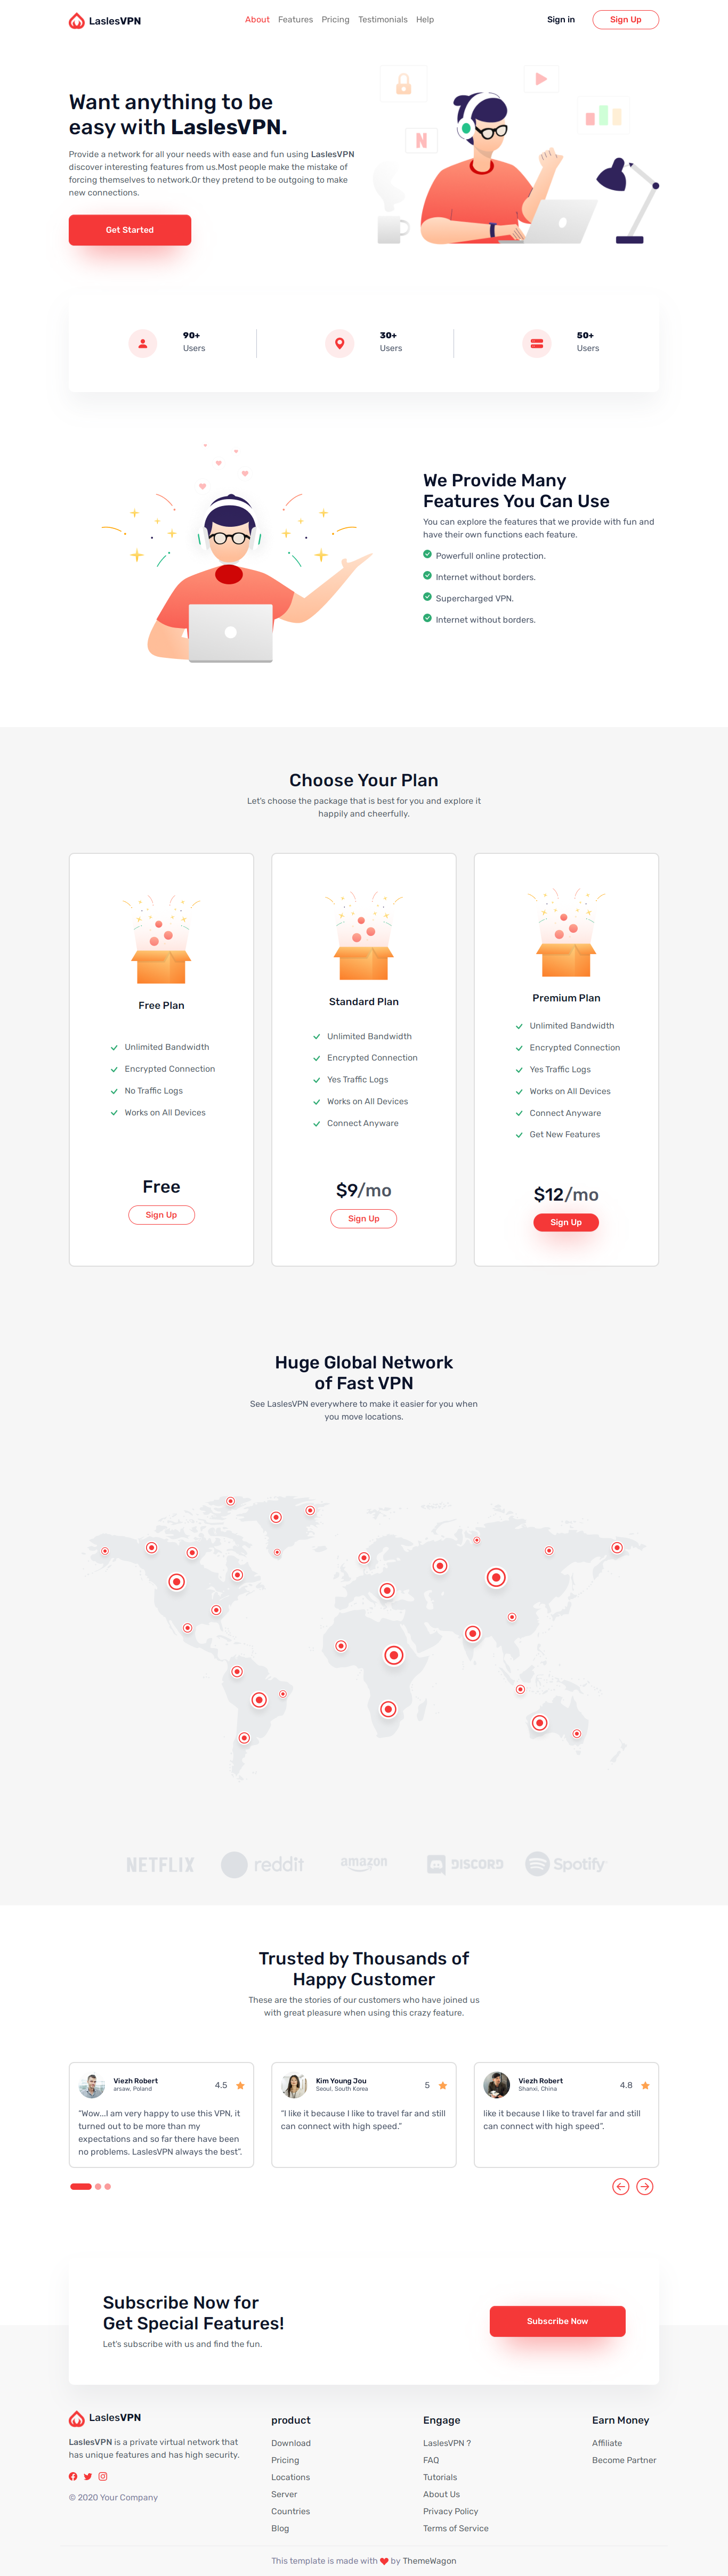 LaslesVPN
About Features Pricing Testimonials Help
Sign in
Sign Up
Want anything to be
easy with LaslesVPN.
Provide a network for all your needs with ease and fun using LaslesVPN
discover interesting features from us.Most people make the mistake of
forcing themselves to network.Or they pretend to be outgoing to make
new connections.
Get Started
N
90+
Users
30+
Users
50+
Users
We Provide Many
Features You Can Use
You can explore the features that we provide with fun and
have their own functions each feature.
Powerfull online protection.
Internet without borders.
Supercharged VPN.
Internet without borders.
Choose Your Plan
Let's choose the package that is best for you and explore it
happily and cheerfully.
Free Plan
Unlimited Bandwidth
Encrypted Connection
No Traffic Logs
Works on All Devices
Free
Sign Up
Standard Plan
Unlimited Bandwidth
Encrypted Connection
Yes Traffic Logs
Works on All Devices
Connect Anyware
$9/mo
Sign Up
Premium Plan
Unlimited Bandwidth
Encrypted Connection
Yes Traffic Logs
Works on All Devices
Connect Anyware
Get New Features
$12/mo
Sign Up
Huge Global Network
of Fast VPN
See LaslesVPN everywhere to make it easier for you when
you move locations.
NETFLIX
reddit
amazon
DISCORD
Spotify
Trusted by Thousands of
Happy Customer
These are the stories of our customers who have joined us
with great pleasure when using this crazy feature.
Viezh Robert
arsaw, Poland
4.5
“Wow...I am very happy to use this VPN, it
turned out to be more than my
expectations and so far there have been
no problems. LaslesVPN always the best”.
Kim Young Jou
Seoul, South Korea
5
“I like it because I like to travel far and still
can connect with high speed.”
Viezh Robert
Shanxi, China
4.8
like it because I like to travel far and still
can connect with high speed”.
Subscribe Now for
Get Special Features!
Let's subscribe with us and find the fun.
Subscribe Now
LaslesVPN
LaslesVPN is a private virtual network that
has unique features and has high security.
© 2020 Your Company
product
Download
Pricing
Locations
Server
Countries
Blog
Engage
LaslesVPN ?
FAQ
Tutorials
About Us
Privacy Policy
Terms of Service
Earn Money
Affiliate
Become Partner
This template is made with by ThemeWagon